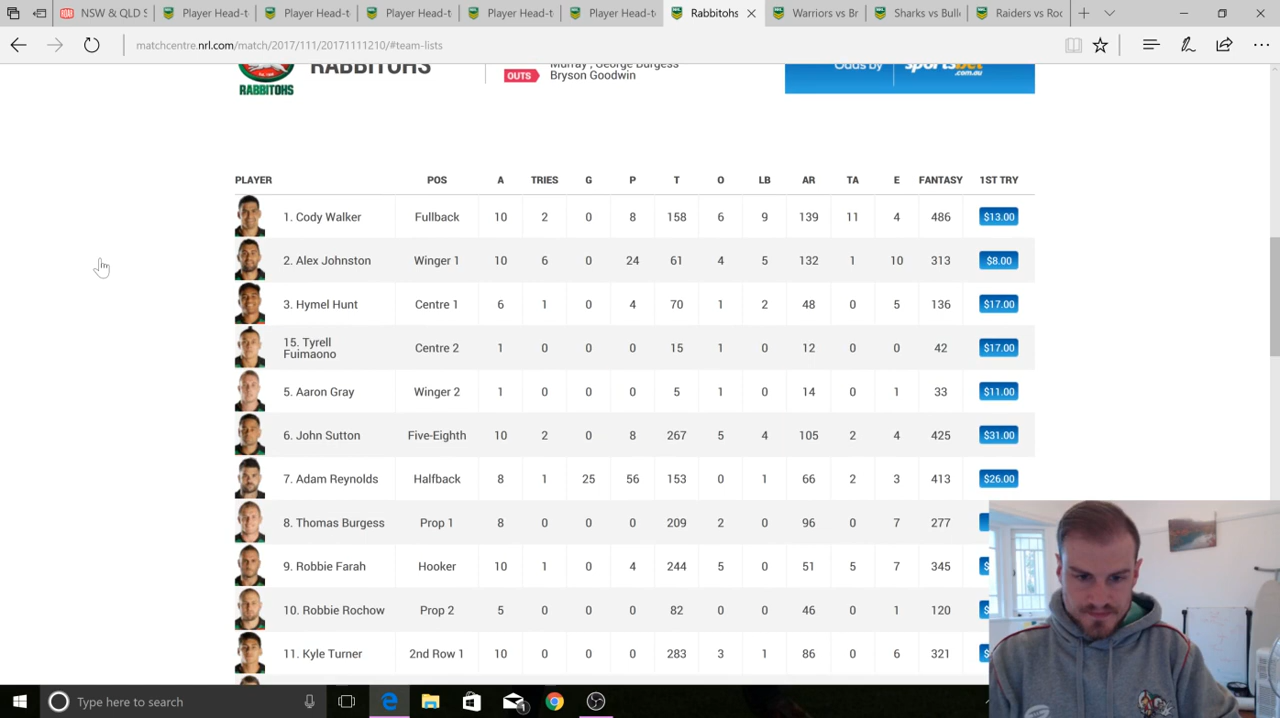 NSW & QLD S
Player Head-t
Player Head-t
Player Head-t
Player Head-t
Rabbitohs
Warriors vs B
Sharks v Bull
Raiders vs Roo
matchcentre.nrl.com/match/2017/111/20171111210/#team-lists
RABBITOHS
RABBITOHS
OUTS
Murray , George Burgess
Bryson Goodwin
Odds by
sportsbet
.com.au
PLAYER POS A TRIES G P T O LB AR TA E FANTASY 1ST TRY
1. Cody Walker Fullback 10 2 0 8 158 6 9 139 11 4 486 $13.00
2. Alex Johnston Winger 1 10 6 0 24 61 4 5 132 1 10 313 $8.00
3. Hymel Hunt Centre 1 6 1 0 4 70 1 2 48 0 5 136 $17.00
15. Tyrell
Fuimaono Centre 2 1 0 0 0 15 1 0 12 0 0 42 $17.00
5. Aaron Gray Winger 2 1 0 0 0 5 1 0 14 0 1 33 $11.00
6. John Sutton Five-Eighth 10 2 0 8 267 5 4 105 2 4 425 $31.00
7. Adam Reynolds Halfback 8 1 25 56 153 0 1 66 2 3 413 $26.00
8. Thomas Burgess Prop 1 8 0 0 0 209 2 0 96 0 7 277
9. Robbie Farah Hooker 10 1 0 4 244 5 0 51 5 7 345 $
10. Robbie Rochow Prop 2 5 0 0 0 82 0 0 46 0 1 120 $
11. Kyle Turner 2nd Row 1 10 0 0 0 283 3 1 86 0 6 321 $
Type here to search